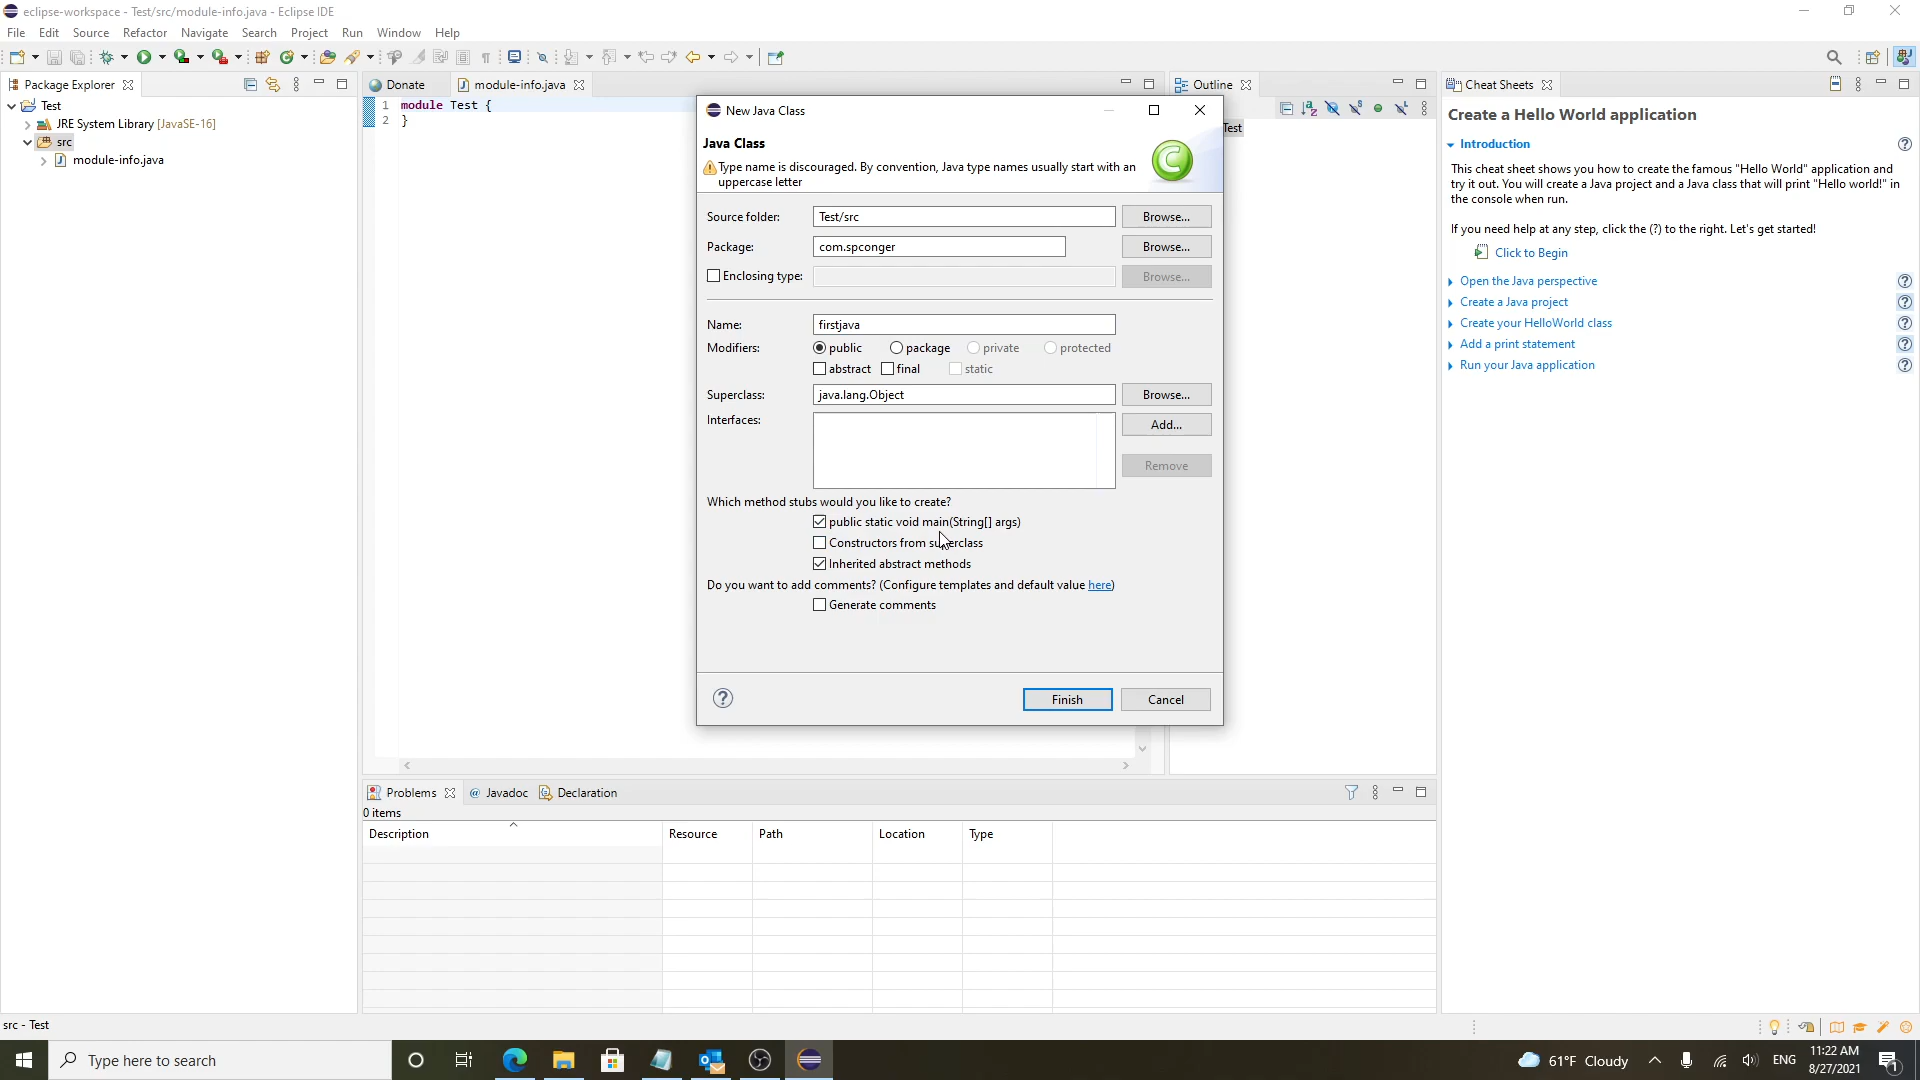 eclipse-workspace - Test/src/module-info.java - Eclipse IDE
File Edit Source Refactor Navigate Search Project Run Window Help
Package Explorer
Test
JRE System Library [JavaSE-16]
src
module-info.java
Donate
module-info.java
1 module Test {
2 }
New Java Class
Java Class
Type name is discouraged. By convention, Java type names usually start with an
uppercase letter
Source folder: Test/src Browse...
Package: com.spconger Browse...
Enclosing type: Browse...
Name: firstjava
Modifiers: public package private protected
abstract final static
Superclass: java.lang.Object Browse...
Interfaces: Add...
Remove
Which method stubs would you like to create?
public static void main(String[] args)
Constructors from superclass
Inherited abstract methods
Do you want to add comments? (Configure templates and default value here)
Generate comments
Finish Cancel
Outline
Test
Cheat Sheets
Create a Hello World application
Introduction
This cheat sheet shows you how to create the famous "Hello World" application and
try it out. You will create a Java project and a Java class that will print "Hello world!" in
the console when run.
If you need help at any step, click the (?) to the right. Let's get started!
Click to Begin
Open the Java perspective
Create a Java project
Create your HelloWorld class
Add a print statement
Run your Java application
Problems Javadoc Declaration
0 items
Description Resource Path Location Type
src - Test
Type here to search
61°F Cloudy
ENG
11:22 AM
8/27/2021
1